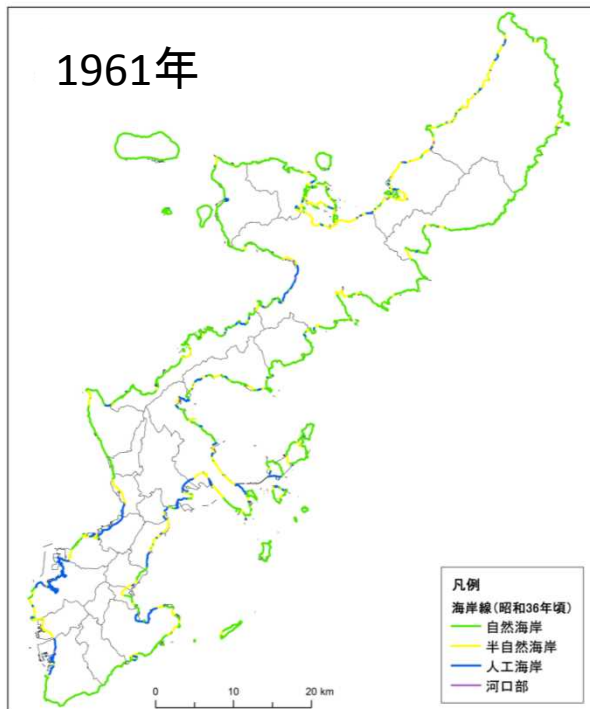 1961年
凡例
海岸線(昭和36年頃)
自然海岸
半自然海岸
人工海岸
河口部
0 10 20 km